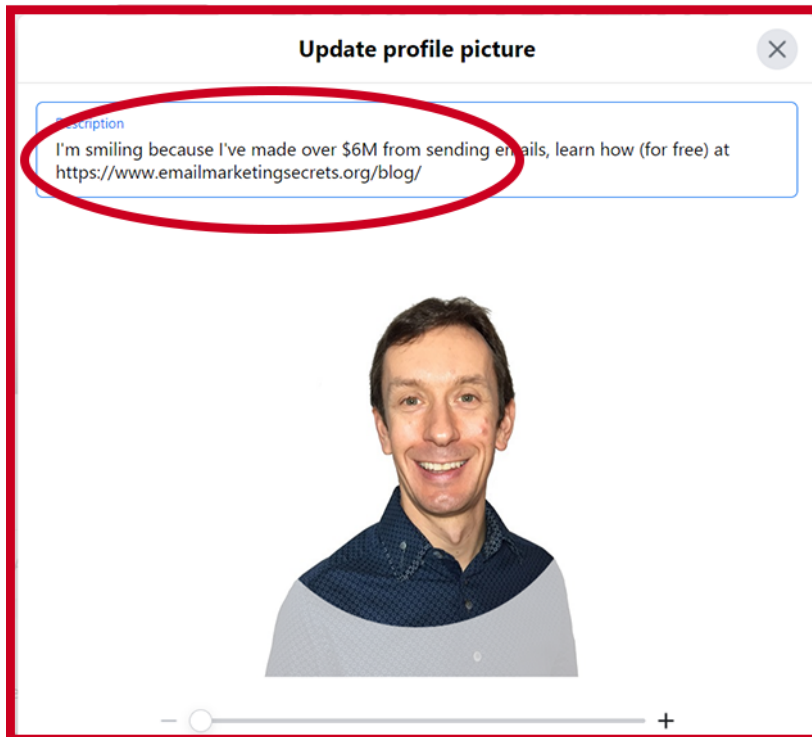 Update profile picture
Description
I'm smiling because I've made over $6M from sending emails, learn how (for free) at
https://www.emailmarketingsecrets.org/blog/